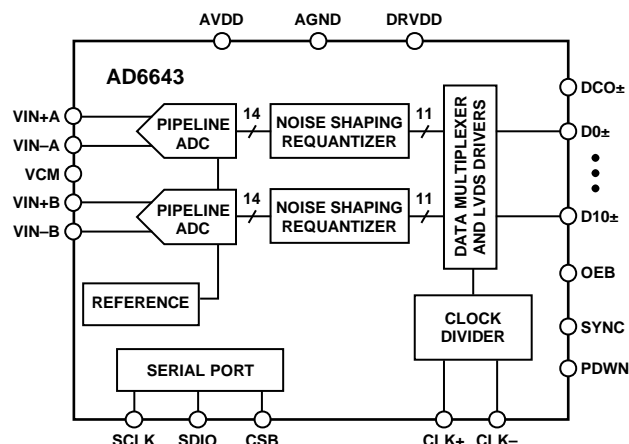 AVDD
AGND
DRVDD
AD6643
DCO±
VIN+A
PIPELINE
ADC
14
NOISE SHAPING
REQUANTIZER
11
DATA MULTIPLEXER
AND LVDS DRIVERS
D0±
VIN–A
VCM
VIN+B
PIPELINE
ADC
14
NOISE SHAPING
REQUANTIZER
11
D10±
VIN–B
OEB
REFERENCE
CLOCK
DIVIDER
SYNC
SERIAL PORT
PDWN
SCLK
SDIO
CSB
CLK+
CLK–